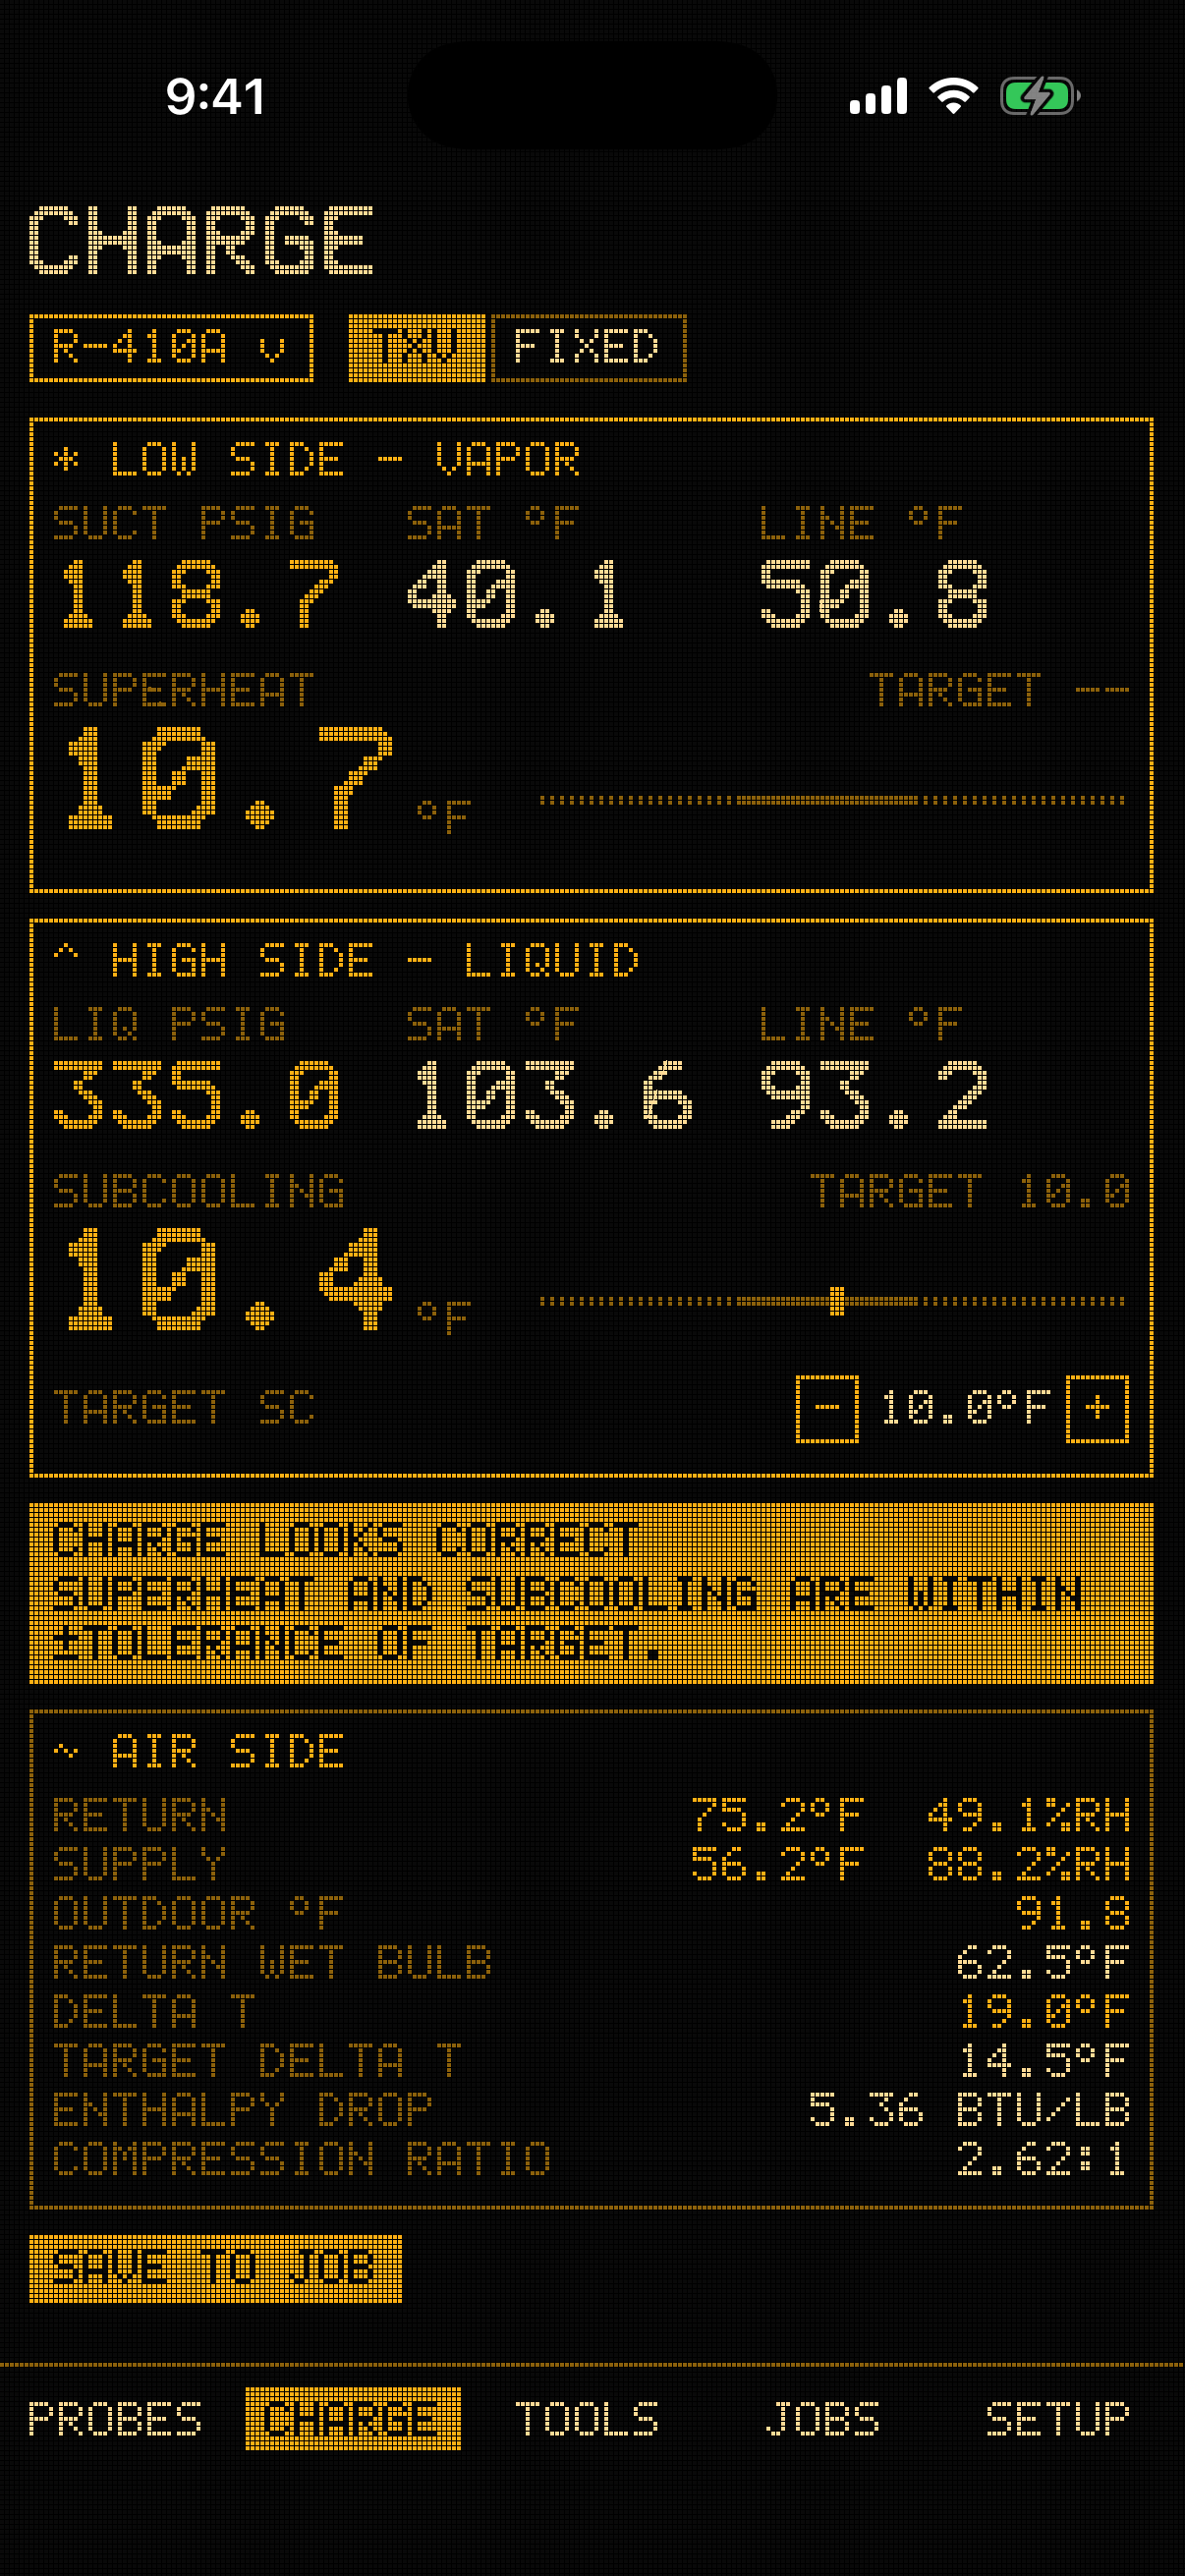 9:41
CHARGE
R-410A v TXV FIXED
* LOW SIDE - VAPOR
SUCT PSIG SAT °F LINE °F
118.7 40.1 50.8
SUPERHEAT TARGET --
10.7 °F
^ HIGH SIDE - LIQUID
LIQ PSIG SAT °F LINE °F
335.0 103.6 93.2
SUBCOOLING TARGET 10.0
10.4 °F
TARGET SC - 10.0°F +
CHARGE LOOKS CORRECT
SUPERHEAT AND SUBCOOLING ARE WITHIN
±TOLERANCE OF TARGET.
~ AIR SIDE
RETURN 75.2°F 49.1%RH
SUPPLY 56.2°F 88.2%RH
OUTDOOR °F 91.8
RETURN WET BULB 62.5°F
DELTA T 19.0°F
TARGET DELTA T 14.5°F
ENTHALPY DROP 5.36 BTU/LB
COMPRESSION RATIO 2.62:1
SAVE TO JOB
PROBES CHARGE TOOLS JOBS SETUP